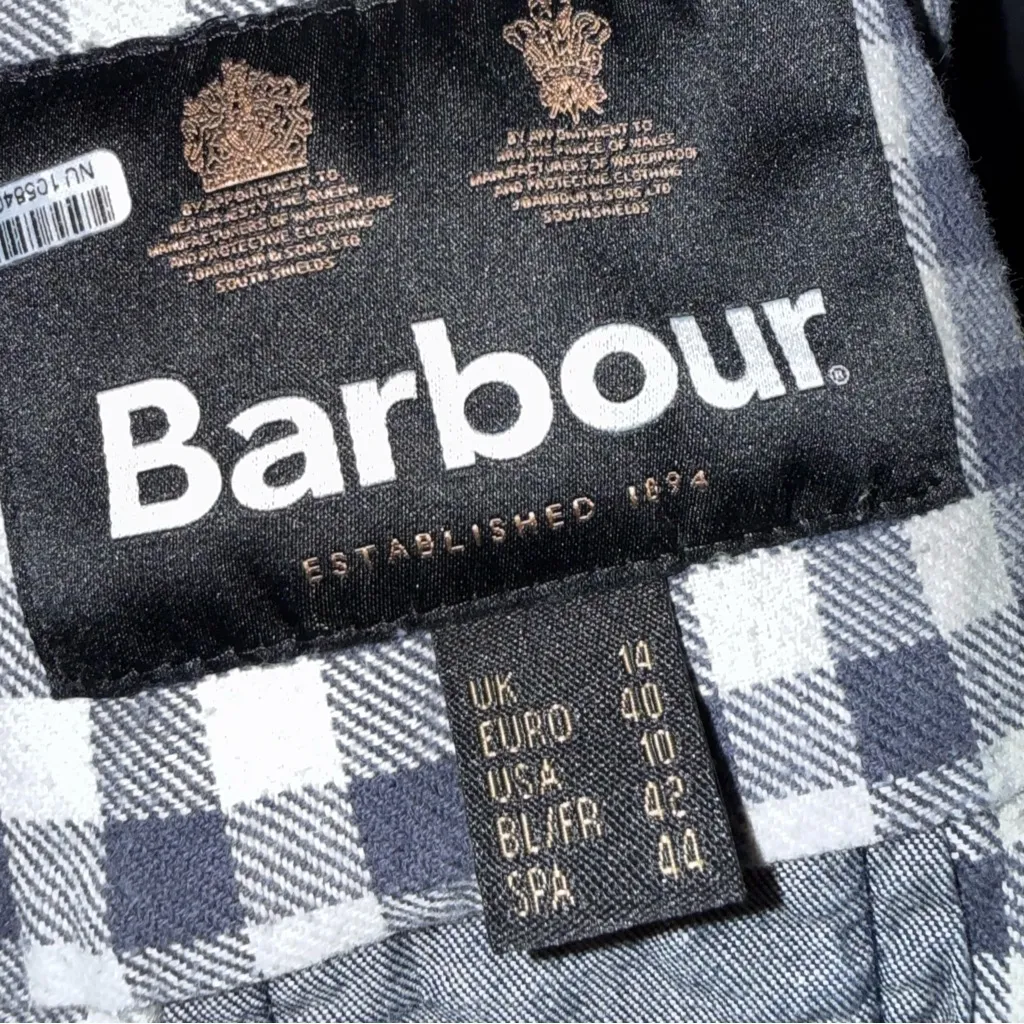 NU 10584
BY APPOINTMENT TO
HER MAJESTY THE QUEEN
MANUFACTURERS OF WATERPROOF
AND PROTECTIVE CLOTHING
J. BARBOUR & SONS LTD
SOUTH SHIELDS
BY APPOINTMENT TO
HRH THE PRINCE OF WALES
MANUFACTURERS OF WATERPROOF
AND PROTECTIVE CLOTHING
J. BARBOUR & SONS LTD
SOUTH SHIELDS
Barbour®
ESTABLISHED 1894
UK 14
EURO 40
USA 10
BL/FR 42
SPA 44